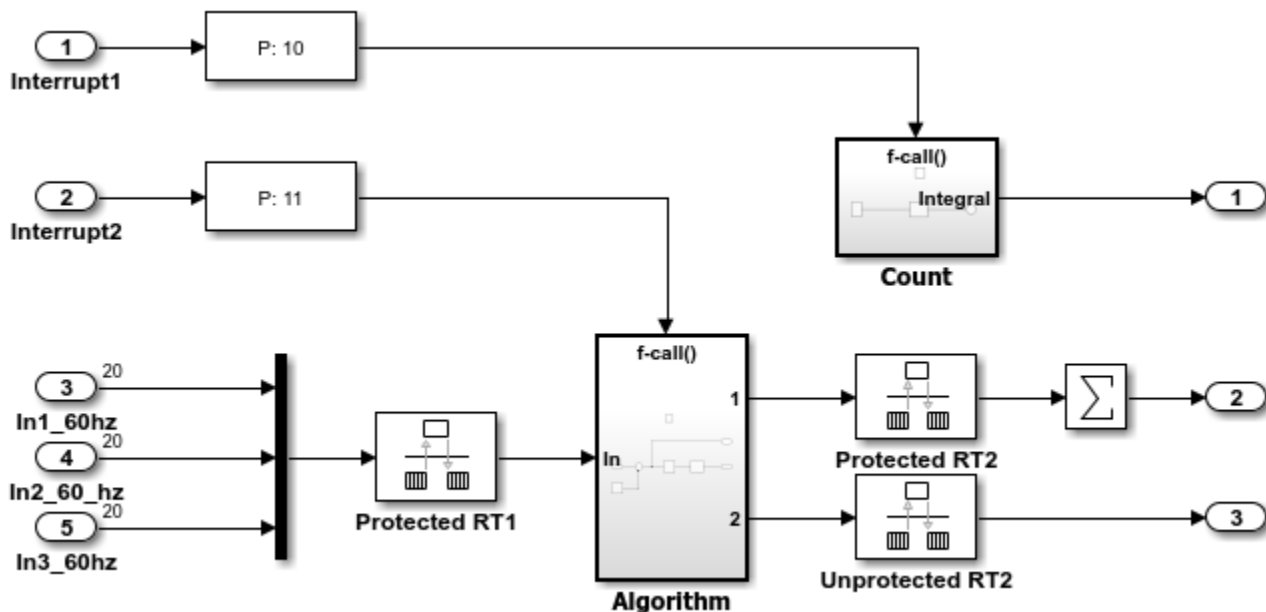 1
P: 10
Interrupt1
f-call()
Integral
1
Count
2
P: 11
Interrupt2
3
20
In1_60hz
4
20
In2_60_hz
5
20
In3_60hz
Protected RT1
f-call()
In
1
2
Algorithm
Protected RT2
Σ
2
Unprotected RT2
3